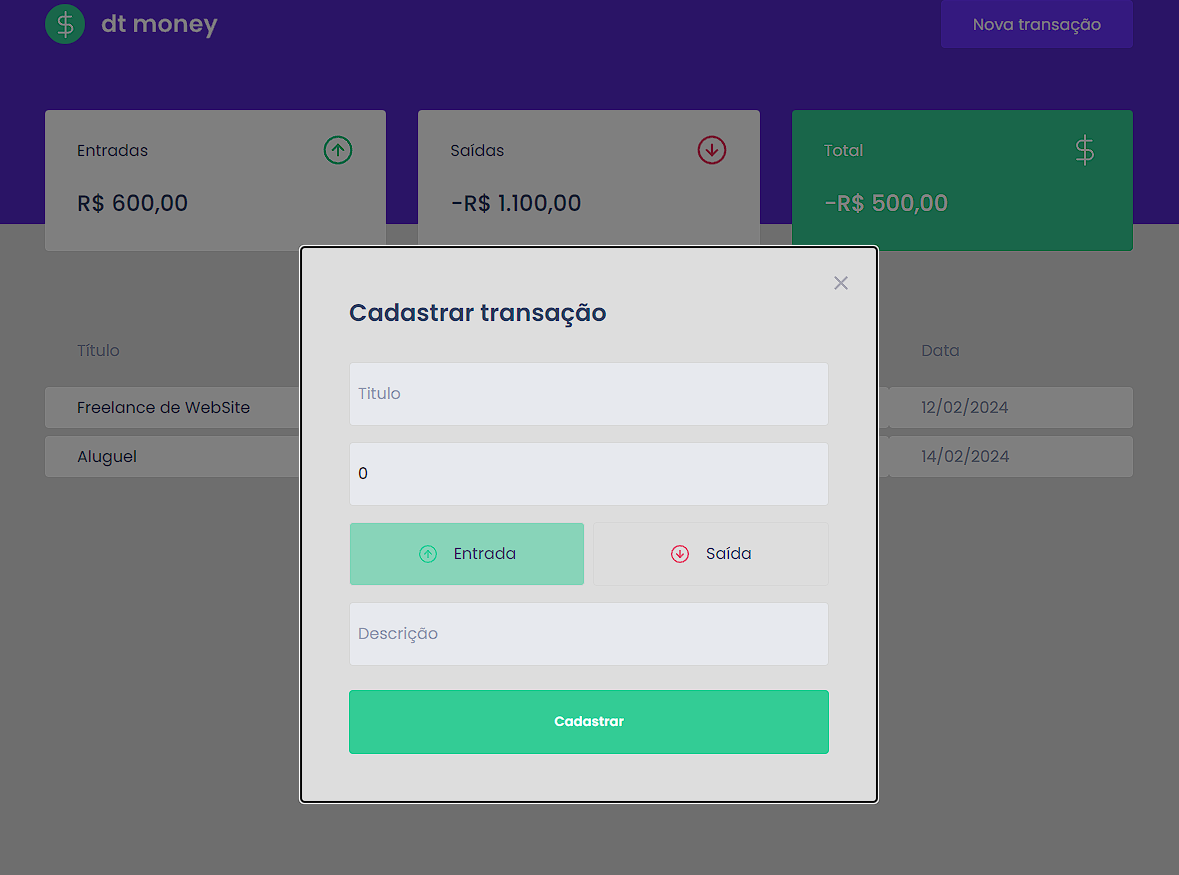 dt money
Nova transação
Entradas
R$ 600,00
Saídas
-R$ 1.100,00
Total
-R$ 500,00
Título
Data
Freelance de WebSite
12/02/2024
Aluguel
14/02/2024
Cadastrar transação
Titulo
0
Entrada
Saída
Descrição
Cadastrar